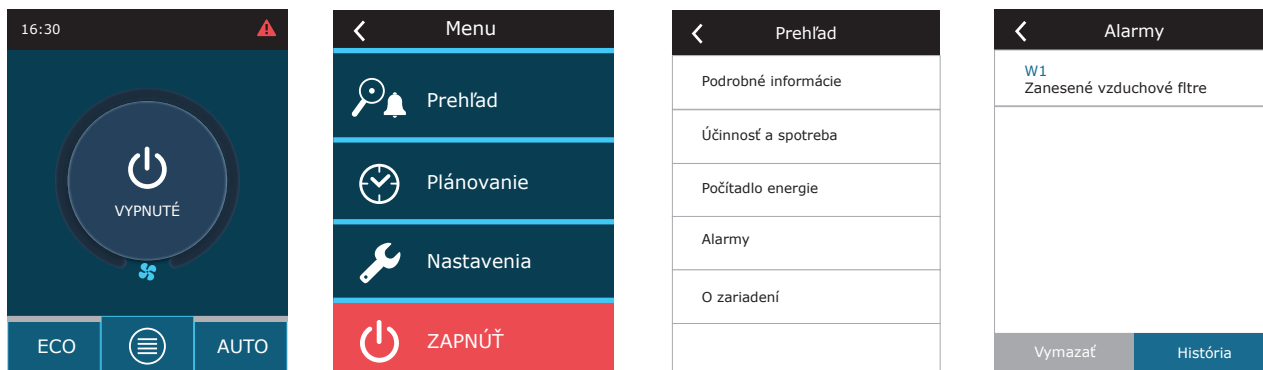 16:30
VYPNUTÉ
ECO
AUTO
Menu
Prehľad
Plánovanie
Nastavenia
ZAPNÚŤ
Prehľad
Podrobné informácie
Účinnosť a spotreba
Počítadlo energie
Alarmy
O zariadení
Alarmy
W1
Zanesené vzduchové fltre
Vymazať
História